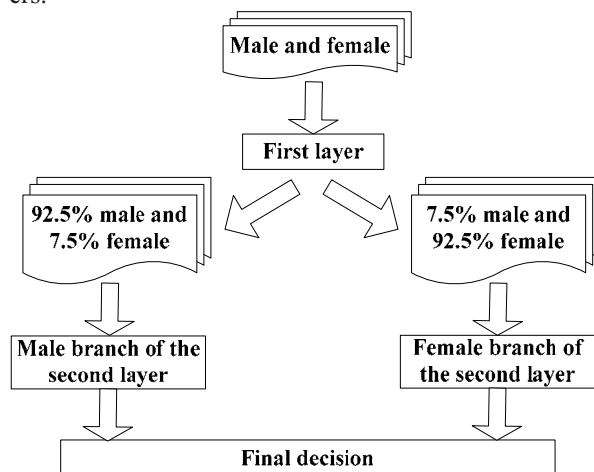 ers.
Male and female
First layer
92.5% male and
7.5% female
7.5% male and
92.5% female
Male branch of the
second layer
Female branch of
the second layer
Final decision